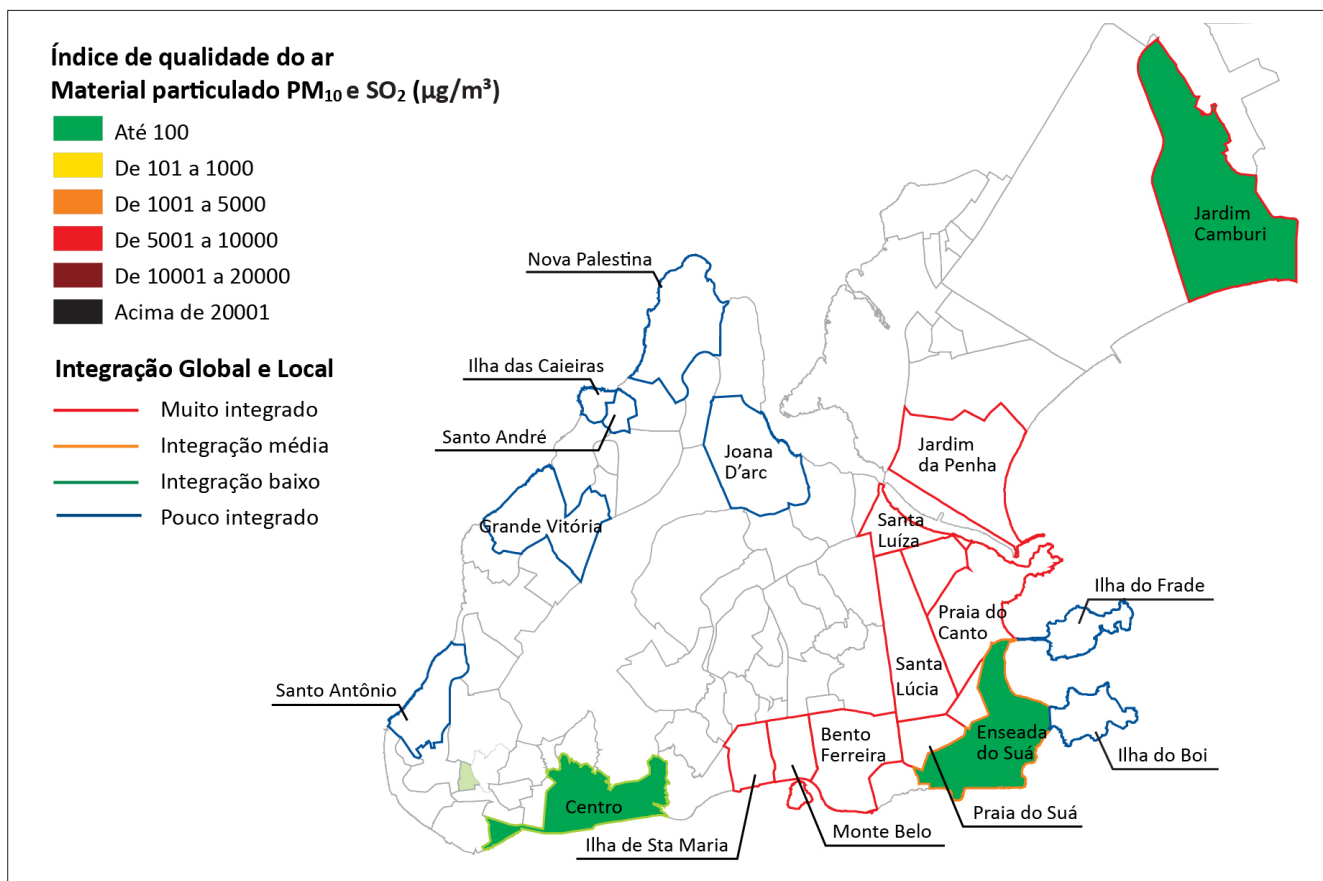 Índice de qualidade do ar
Material particulado PM₁₀ e SO₂ (µg/m³)
Até 100
De 101 a 1000
De 1001 a 5000
De 5001 a 10000
De 10001 a 20000
Acima de 20001
Integração Global e Local
Muito integrado
Integração média
Integração baixo
Pouco integrado
Jardim
Camburi
Nova Palestina
Ilha das Caieiras
Santo André
Joana
D'arc
Jardim
da Penha
Grande Vitória
Santa
Luíza
Ilha do Frade
Praia do
Canto
Santo Antônio
Santa
Lúcia
Bento
Ferreira
Enseada
do Suá
Ilha do Boi
Centro
Praia do Suá
Monte Belo
Ilha de Sta Maria